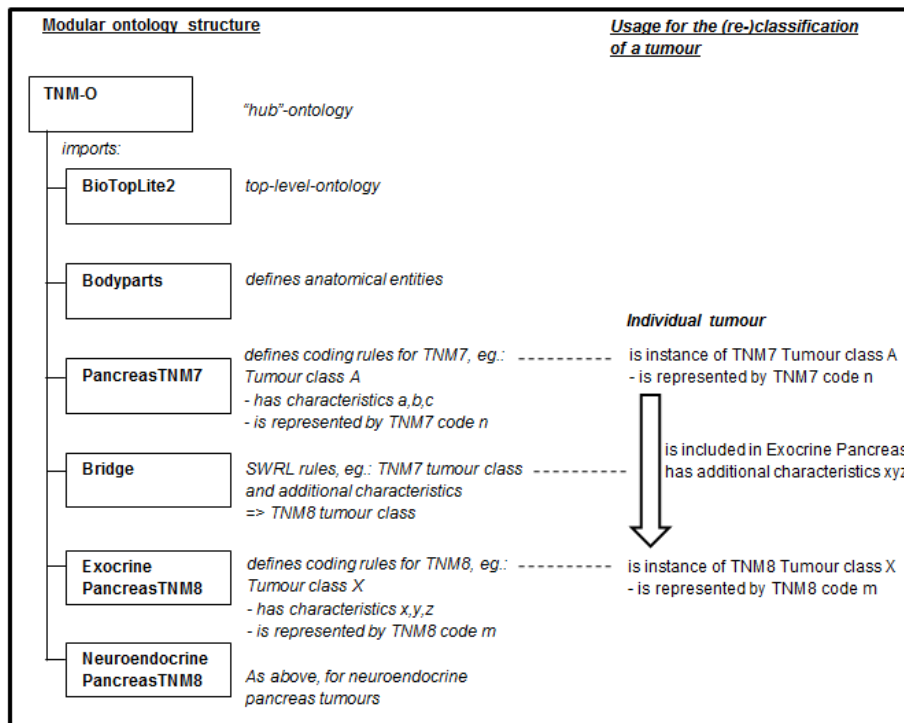 Modular ontology structure
Usage for the (re-)classification
of a tumour
TNM-O
"hub"-ontology
imports:
BioTopLite2
top-level-ontology
Bodyparts
defines anatomical entities
Individual tumour
PancreasTNM7
defines coding rules for TNM7, eg.:
Tumour class A
- has characteristics a,b,c
- is represented by TNM7 code n
is instance of TNM7 Tumour class A
- is represented by TNM7 code n
Bridge
SWRL rules, eg.: TNM7 tumour class
and additional characteristics
=> TNM8 tumour class
is included in Exocrine Pancreas
has additional characteristics xyz
Exocrine
PancreasTNM8
defines coding rules for TNM8, eg.:
Tumour class X
- has characteristics x,y,z
- is represented by TNM8 code m
is instance of TNM8 Tumour class X
- is represented by TNM8 code m
Neuroendocrine
PancreasTNM8
As above, for neuroendocrine
pancreas tumours